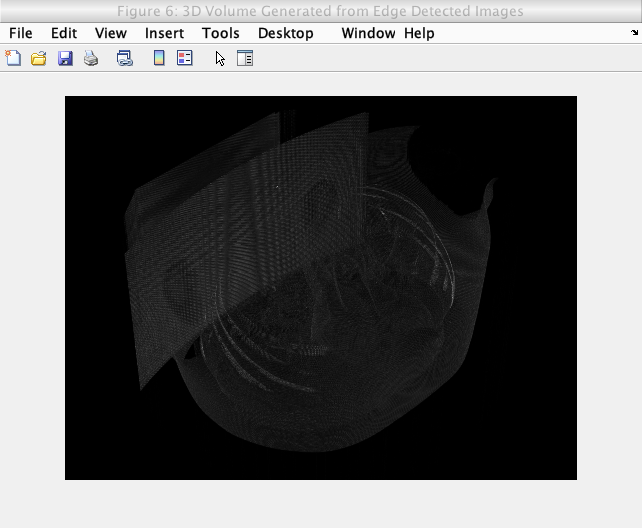 Figure 6: 3D Volume Generated from Edge Detected Images
File Edit View Insert Tools Desktop Window Help